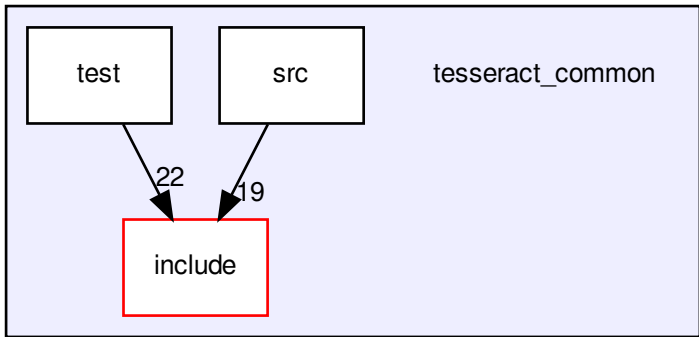 test
src
tesseract_common
22
19
include